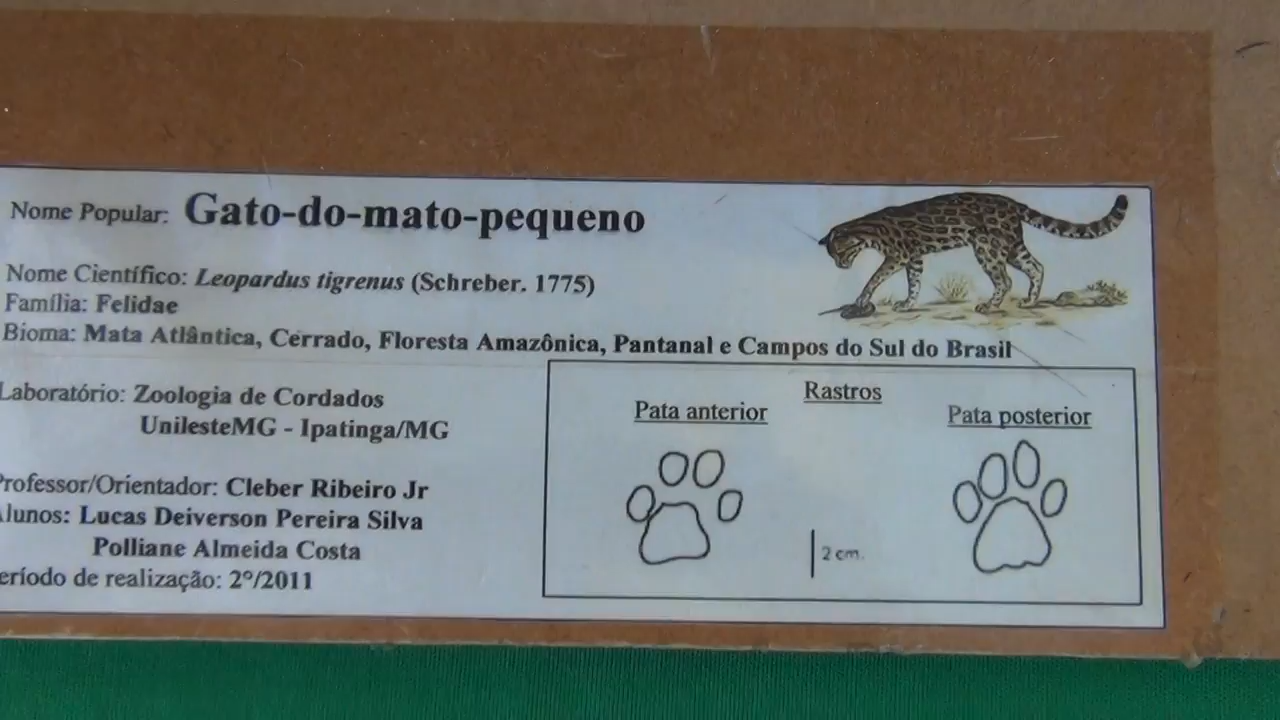 Nome Popular: Gato-do-mato-pequeno
Nome Científico: Leopardus tigrenus (Schreber. 1775)
Família: Felidae
Bioma: Mata Atlântica, Cerrado, Floresta Amazônica, Pantanal e Campos do Sul do Brasil
Laboratório: Zoologia de Cordados
UnilesteMG - Ipatinga/MG
Professor/Orientador: Cleber Ribeiro Jr
lunos: Lucas Deiverson Pereira Silva
Polliane Almeida Costa
eríodo de realização: 2°/2011
Rastros
Pata anterior
Pata posterior
2 cm.